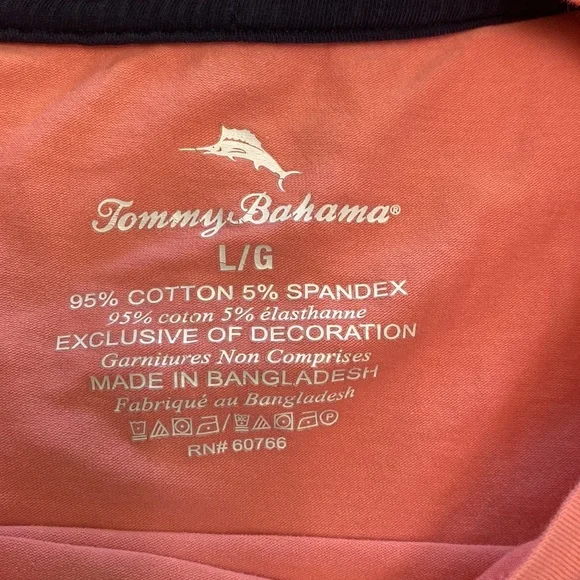 Tommy Bahama®
L/G
95% COTTON 5% SPANDEX
95% coton 5% élasthanne
EXCLUSIVE OF DECORATION
Garnitures Non Comprises
MADE IN BANGLADESH
Fabriqué au Bangladesh
RN# 60766